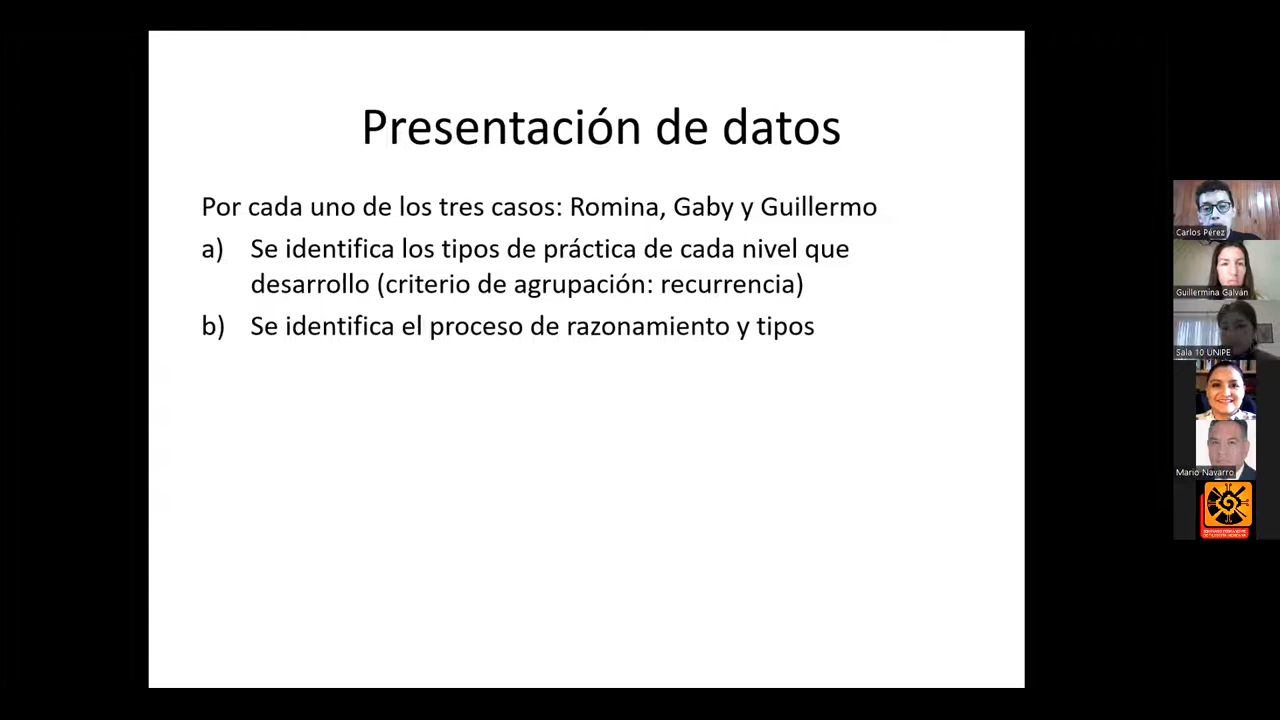 Presentación de datos
Por cada uno de los tres casos: Romina, Gaby y Guillermo
a) Se identifica los tipos de práctica de cada nivel que
desarrollo (criterio de agrupación: recurrencia)
b) Se identifica el proceso de razonamiento y tipos
Carlos Pérez
Guillermina Galván
Sala 10 UNIPE
Mario Navarro